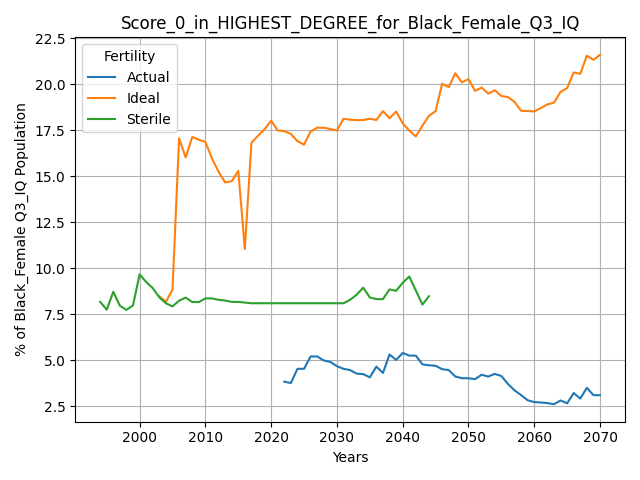 Score_0_in_HIGHEST_DEGREE_for_Black_Female_Q3_IQ
Fertility
Actual
Ideal
Sterile
% of Black_Female Q3_IQ Population
22.5
20.0
17.5
15.0
12.5
10.0
7.5
5.0
2.5
2000 2010 2020 2030 2040 2050 2060 2070
Years